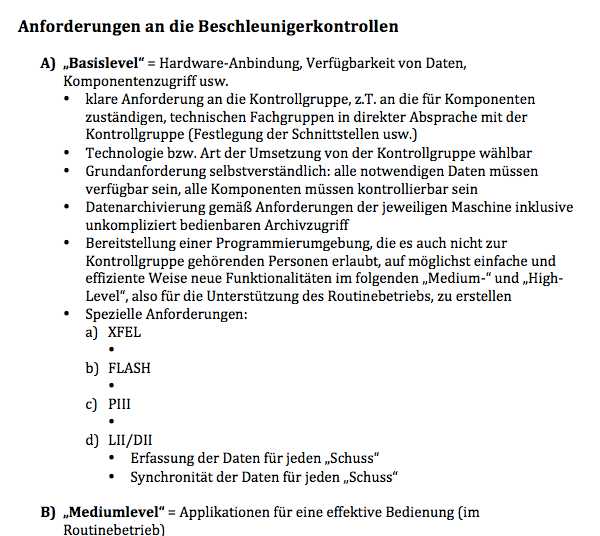 Anforderungen an die Beschleunigerkontrollen
A) „Basislevel“ = Hardware-Anbindung, Verfügbarkeit von Daten,
Komponentenzugriff usw.
• klare Anforderung an die Kontrollgruppe, z.T. an die für Komponenten
zuständigen, technischen Fachgruppen in direkter Absprache mit der
Kontrollgruppe (Festlegung der Schnittstellen usw.)
• Technologie bzw. Art der Umsetzung von der Kontrollgruppe wählbar
• Grundanforderung selbstverständlich: alle notwendigen Daten müssen
verfügbar sein, alle Komponenten müssen kontrollierbar sein
• Datenarchivierung gemäß Anforderungen der jeweiligen Maschine inklusive
unkompliziert bedienbaren Archivzugriff
• Bereitstellung einer Programmierumgebung, die es auch nicht zur
Kontrollgruppe gehörenden Personen erlaubt, auf möglichst einfache und
effiziente Weise neue Funktionalitäten im folgenden „Medium-“ und „High-
Level“, also für die Unterstützung des Routinebetriebs, zu erstellen
• Spezielle Anforderungen:
a) XFEL
•
b) FLASH
•
c) PIII
•
d) LII/DII
• Erfassung der Daten für jeden „Schuss“
• Synchronität der Daten für jeden „Schuss“
B) „Mediumlevel“ = Applikationen für eine effektive Bedienung (im
Routinebetrieb)